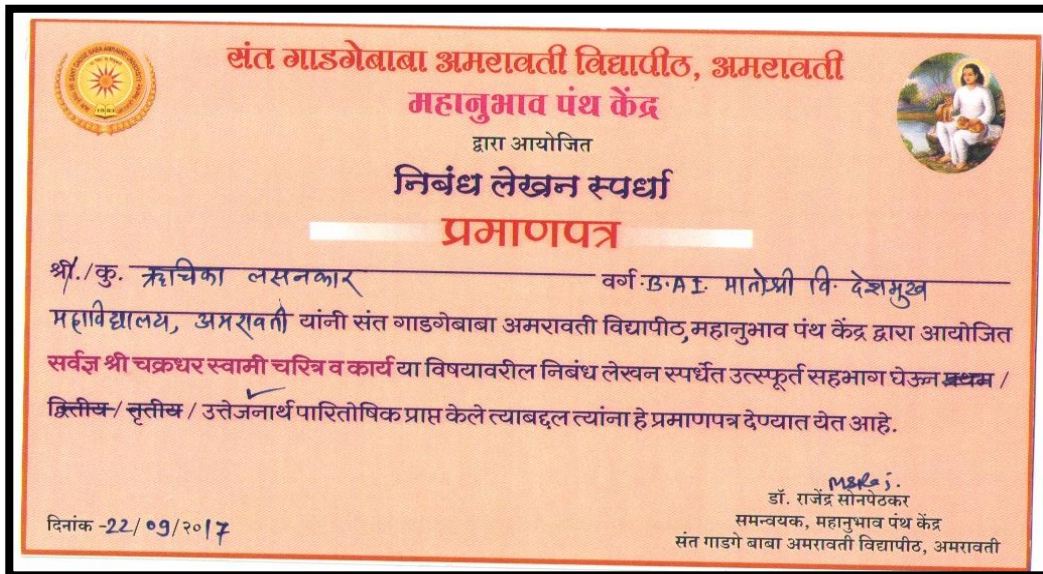 संत गाडगेबाबा अमरावती विद्यापीठ, अमरावती
महानुभाव पंथ केंद्र
द्वारा आयोजित
निबंध लेखन स्पर्धा
प्रमाणपत्र
श्री./कु. ऋचिका लसनकार वर्ग.B.A I. मातोश्री वि. देशमुख
महाविद्यालय, अमरावती यांनी संत गाडगेबाबा अमरावती विद्यापीठ,महानुभाव पंथ केंद्र द्वारा आयोजित
सर्वज्ञ श्री चक्रधर स्वामी चरित्र व कार्य या विषयावरील निबंध लेखन स्पर्धेत उत्स्फूर्त सहभाग घेऊन प्रथम /
द्वितीय / तृतीय / उत्तेजनार्थ पारितोषिक प्राप्त केले त्याबद्दल त्यांना हे प्रमाणपत्र देण्यात येत आहे.
डॉ. राजेंद्र सोनपेठकर
समन्वयक, महानुभाव पंथ केंद्र
दिनांक -22/09/२०17
संत गाडगे बाबा अमरावती विद्यापीठ, अमरावती